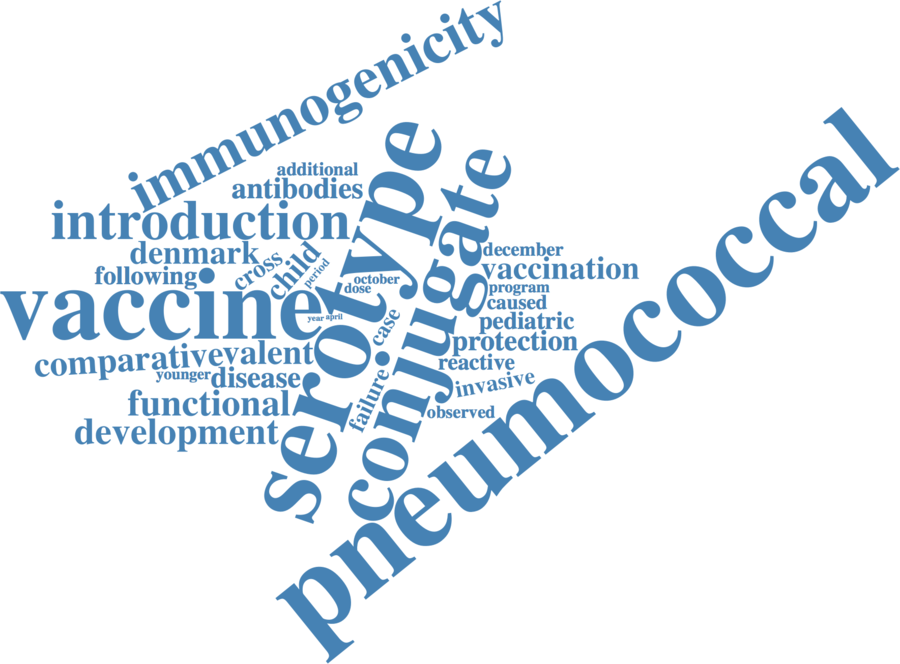 immunogenicity
pneumococcal
serotype
conjugate
additional
antibodies
introduction
denmark
cross
child
period
following
october
dose
vaccine
year
april
case
december
vaccination
program
caused
pediatric
protection
comparative
valent
reactive
younger
disease
failure
invasive
functional
observed
development